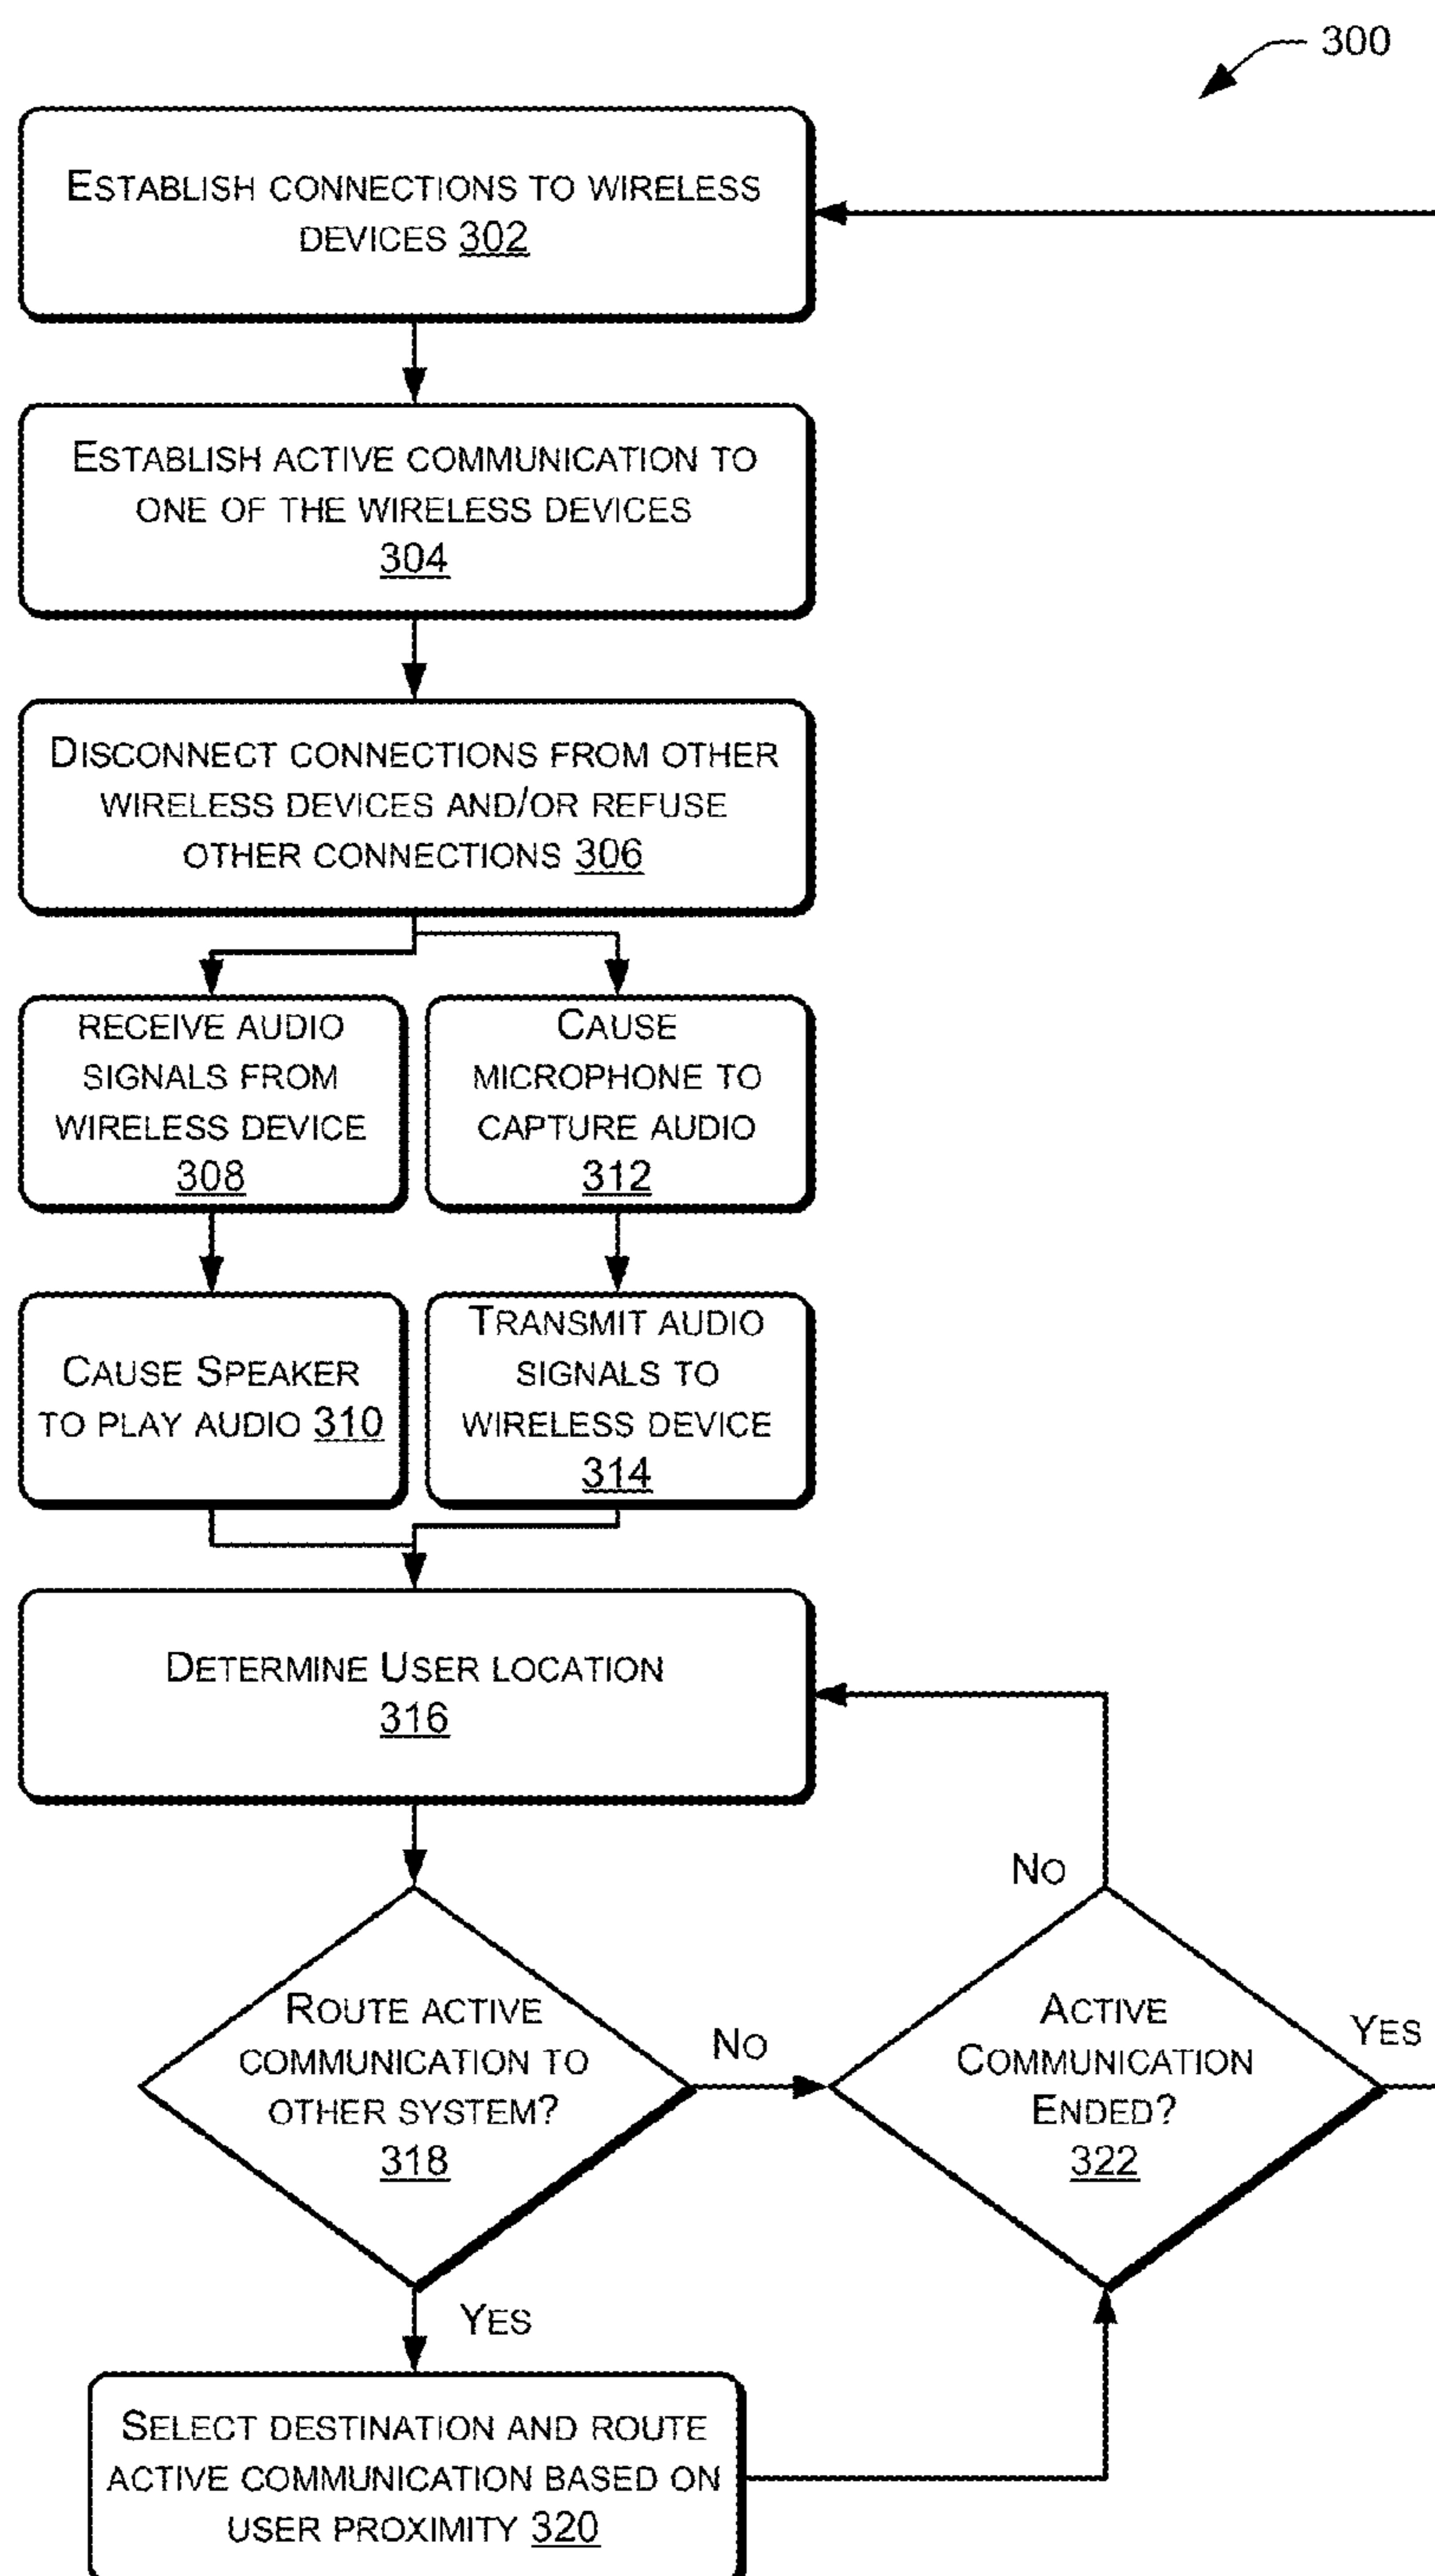 300
ESTABLISH CONNECTIONS TO WIRELESS
DEVICES 302
ESTABLISH ACTIVE COMMUNICATION TO
ONE OF THE WIRELESS DEVICES
304
DISCONNECT CONNECTIONS FROM OTHER
WIRELESS DEVICES AND/OR REFUSE
OTHER CONNECTIONS 306
RECEIVE AUDIO
SIGNALS FROM
WIRELESS DEVICE
308
CAUSE
MICROPHONE TO
CAPTURE AUDIO
312
CAUSE SPEAKER
TO PLAY AUDIO 310
TRANSMIT AUDIO
SIGNALS TO
WIRELESS DEVICE
314
DETERMINE USER LOCATION
316
ROUTE ACTIVE
COMMUNICATION TO
OTHER SYSTEM?
318
NO
YES
NO
ACTIVE
COMMUNICATION
ENDED?
322
YES
SELECT DESTINATION AND ROUTE
ACTIVE COMMUNICATION BASED ON
USER PROXIMITY 320